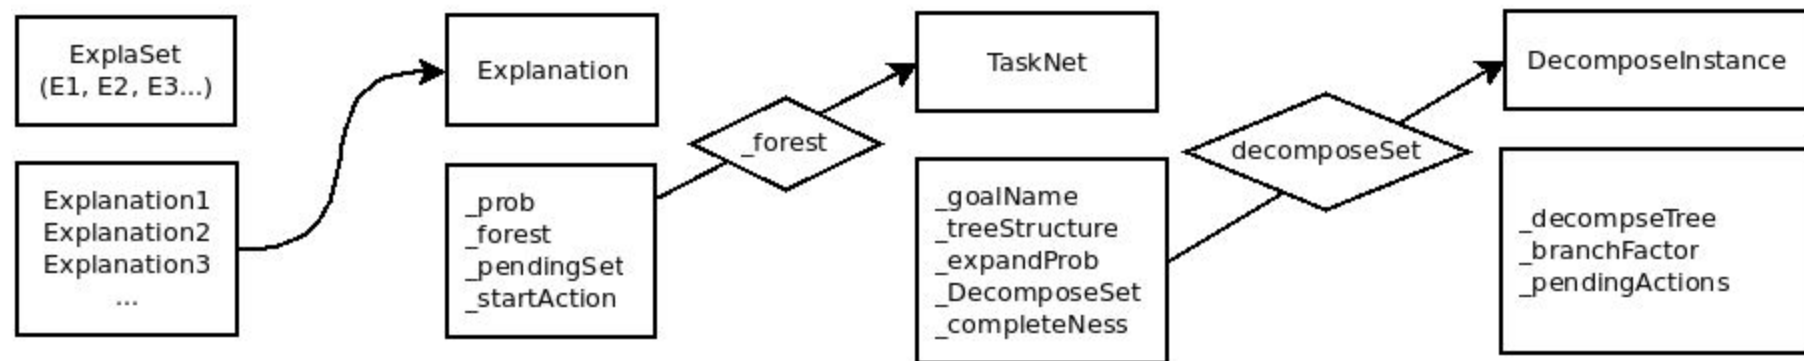 ExplaSet
(E1, E2, E3...)
Explanation1
Explanation2
Explanation3
...
Explanation
_prob
_forest
_pendingSet
_startAction
_forest
TaskNet
_goalName
_treeStructure
_expandProb
_DecomposeSet
_completeNess
decomposeSet
DecomposeInstance
_decompseTree
_branchFactor
_pendingActions